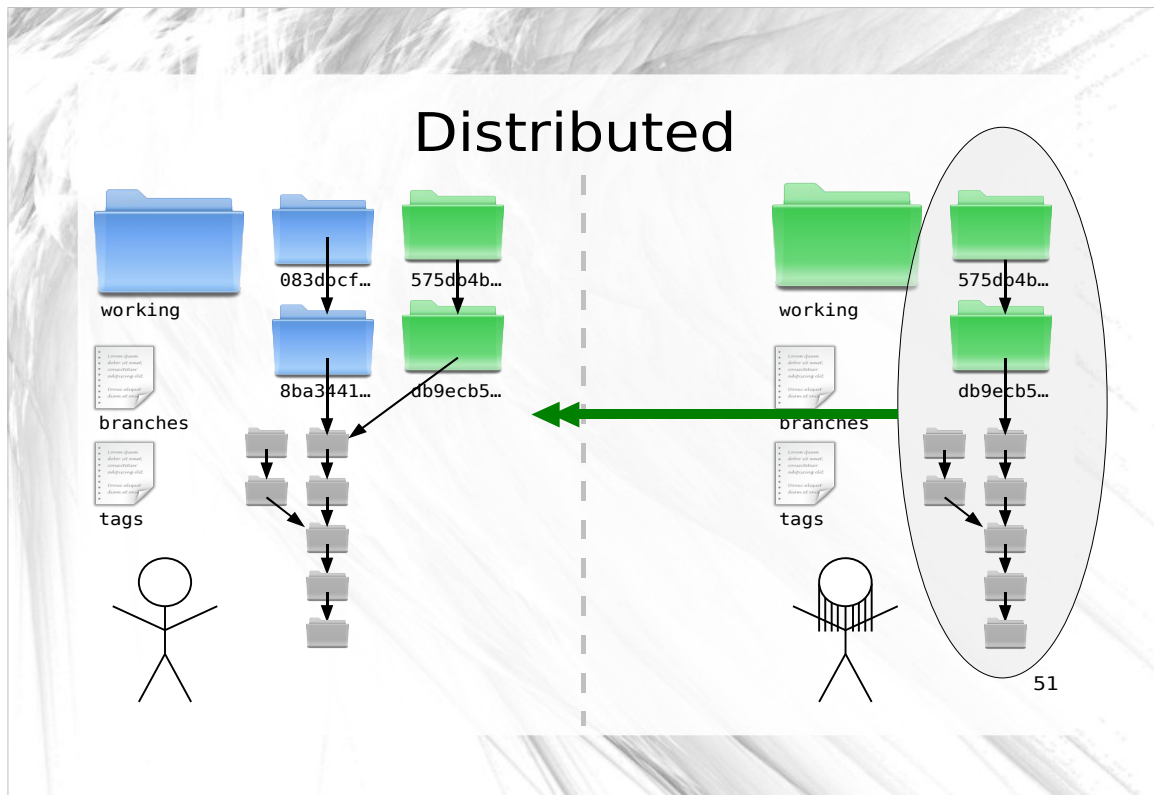 Distributed
083dbcf…
575db4b…
working
8ba3441…
db9ecb5…
branches
tags
575db4b…
working
db9ecb5…
branches
tags
51